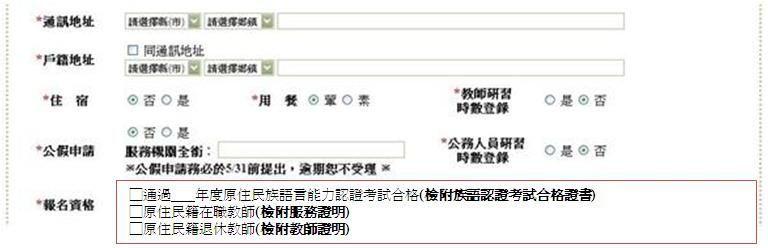 *通訊地址 請選擇縣(市) 請選擇鄉鎮
□ 同通訊地址
*戶籍地址 請選擇縣(市) 請選擇鄉鎮
*住 宿 否 是 *用 餐 葷 素 *教師研習時數登錄 是 否
否 是
*公假申請 服務機關全銜： *公務人員研習時數登錄 是 否
※公假申請務必於5/31前提出，逾期恕不受理 ※
*報名資格 □通過___年度原住民族語言能力認證考試合格(檢附族語認證考試合格證書)
□原住民籍在職教師(檢附服務證明)
□原住民籍退休教師(檢附教師證明)